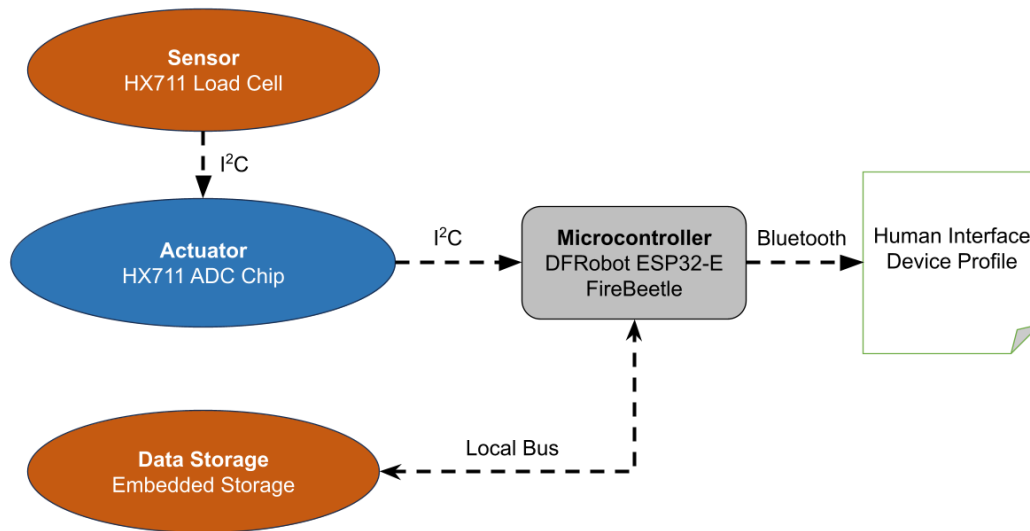 Sensor
HX711 Load Cell
I²C
Actuator
HX711 ADC Chip
I²C
Microcontroller
DFRobot ESP32-E
FireBeetle
Bluetooth
Human Interface
Device Profile
Local Bus
Data Storage
Embedded Storage